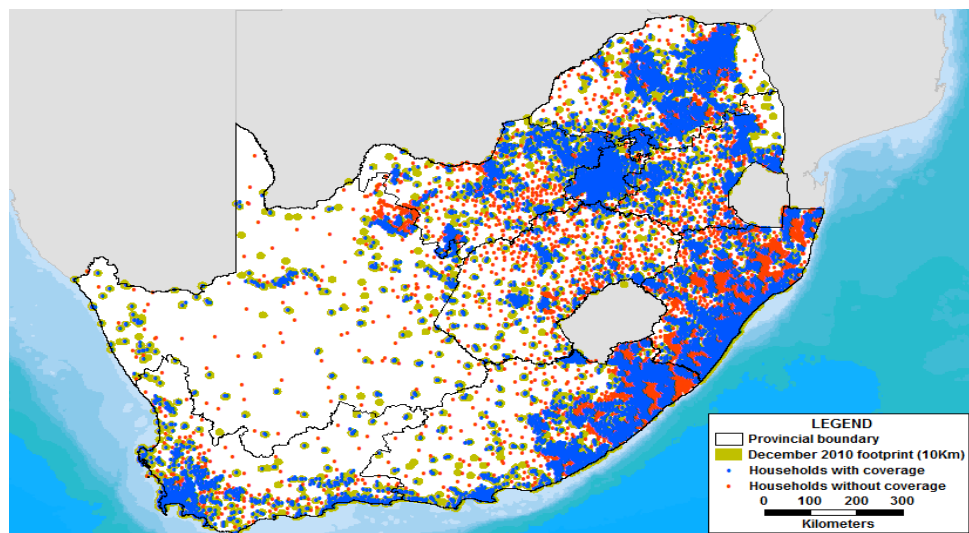 LEGEND
Provincial boundary
December 2010 footprint (10Km)
Households with coverage
Households without coverage
0 100 200 300
Kilometers